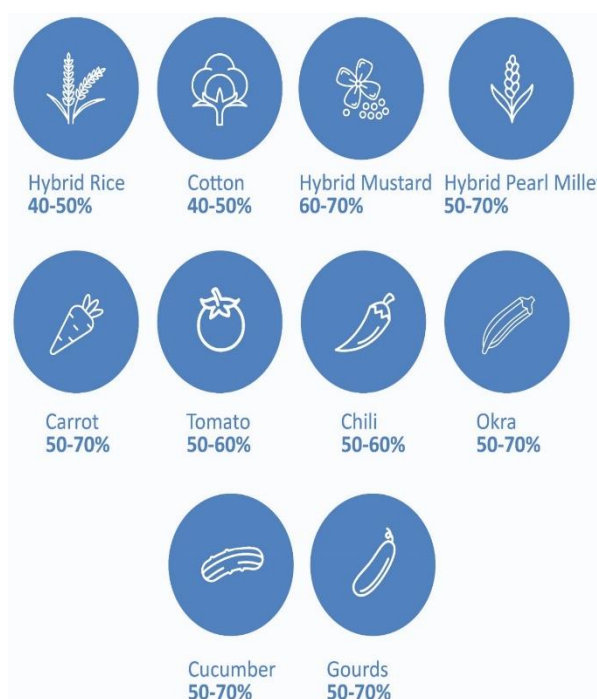 Hybrid Rice
40-50%
Cotton
40-50%
Hybrid Mustard
60-70%
Hybrid Pearl Mille
50-70%
Carrot
50-70%
Tomato
50-60%
Chili
50-60%
Okra
50-70%
Cucumber
50-70%
Gourds
50-70%